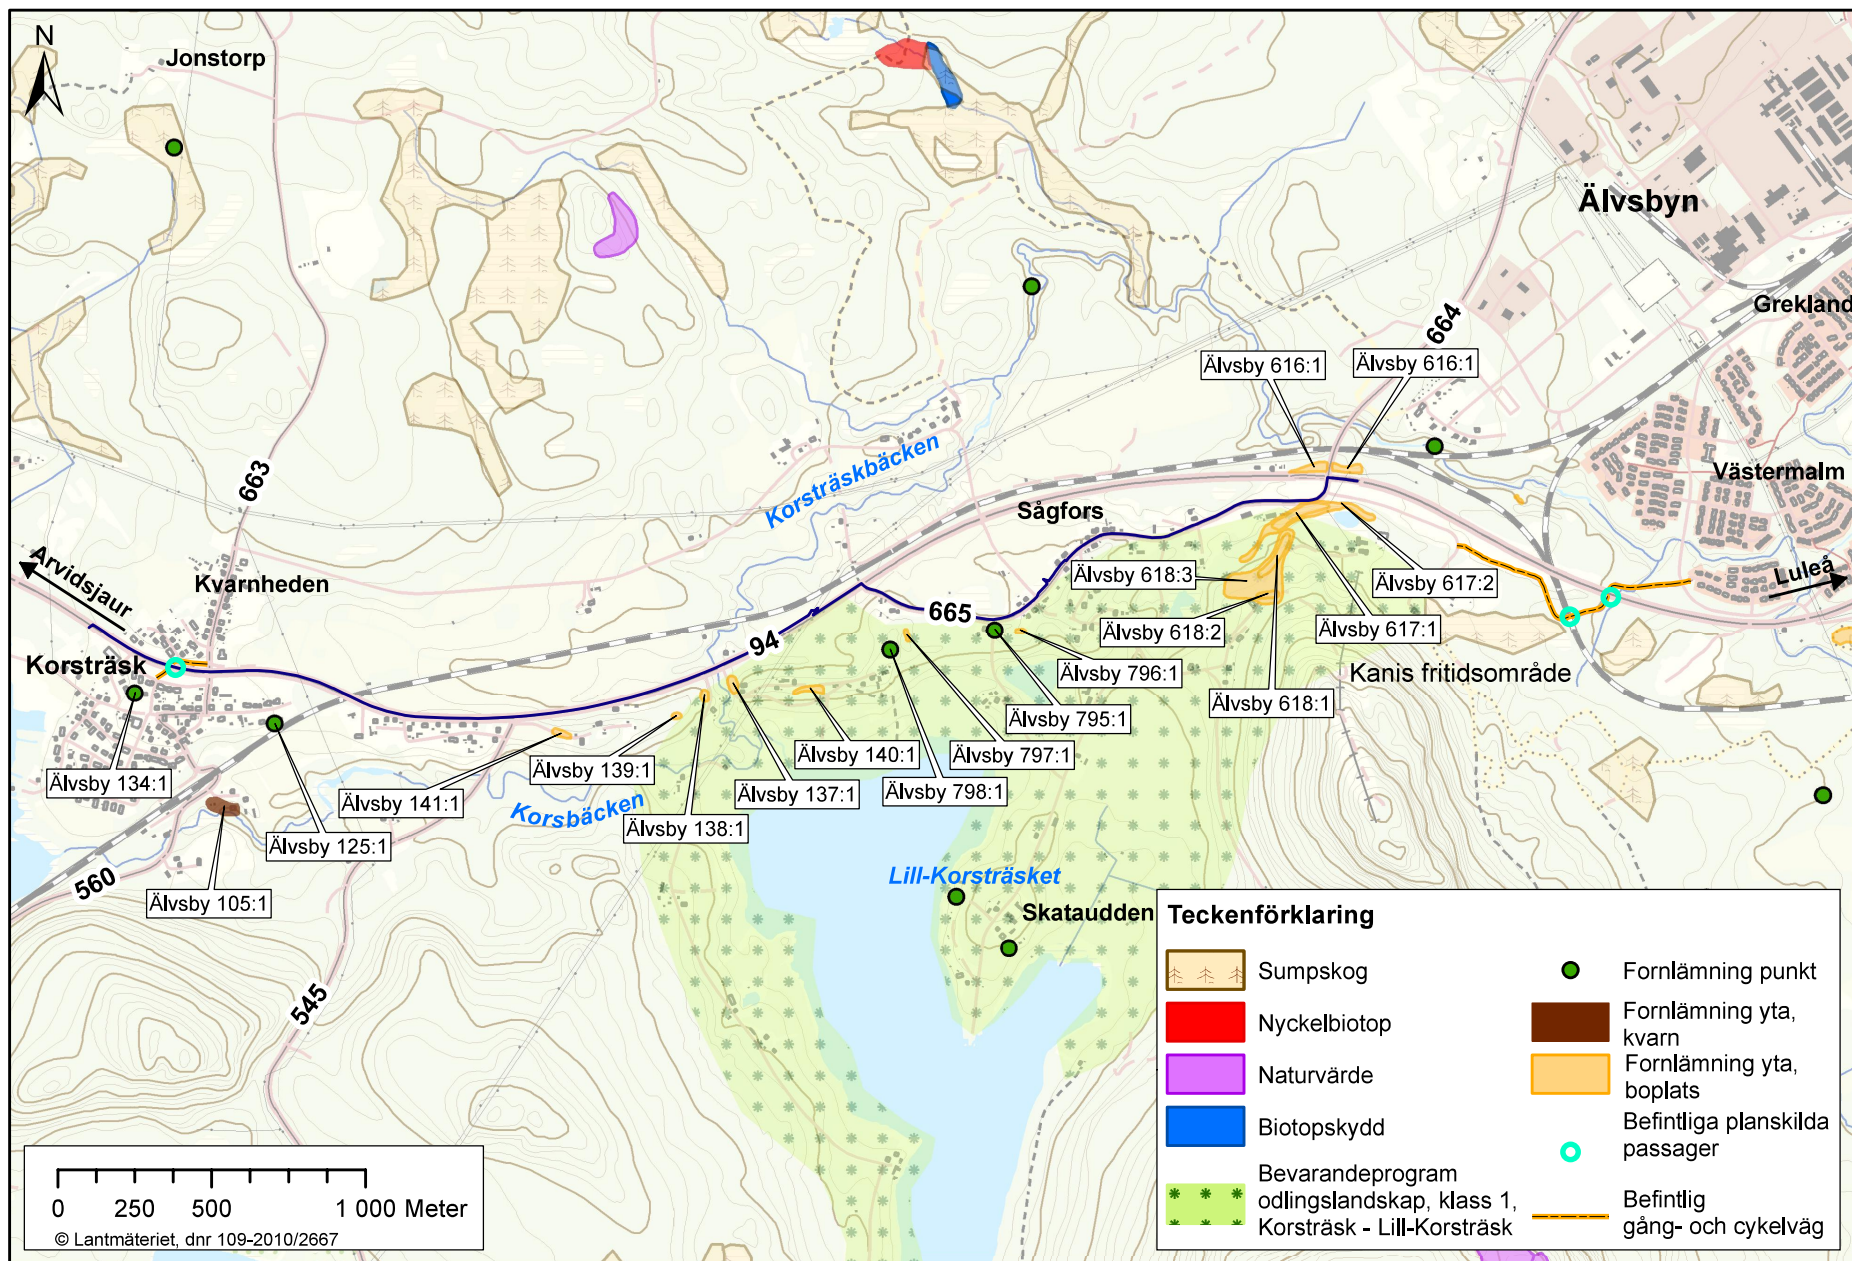 N
Jonstorp
Älvsbyn
Grekland
664
Älvsby 616:1
Älvsby 616:1
663
Korsträskbäcken
Västermalm
Sågfors
Arvidsjaur
Kvarnheden
Luleå
Älvsby 618:3
Älvsby 617:2
665
94
Älvsby 618:2
Älvsby 617:1
Korsträsk
Älvsby 796:1
Kanis fritidsområde
Älvsby 618:1
Älvsby 795:1
Älvsby 140:1
Älvsby 797:1
Älvsby 139:1
Älvsby 134:1
Älvsby 137:1
Älvsby 798:1
Älvsby 141:1
Korsbäcken
Älvsby 138:1
Älvsby 125:1
560
Älvsby 105:1
Lill-Korsträsket
Skataudden
545
Teckenförklaring
Sumpskog
Nyckelbiotop
Naturvärde
Biotopskydd
Bevarandeprogram
odlingslandskap, klass 1,
Korsträsk - Lill-Korsträsk
Fornlämning punkt
Fornlämning yta,
kvarn
Fornlämning yta,
boplats
Befintliga planskilda
passager
Befintlig
gång- och cykelväg
0 250 500 1 000 Meter
© Lantmäteriet, dnr 109-2010/2667